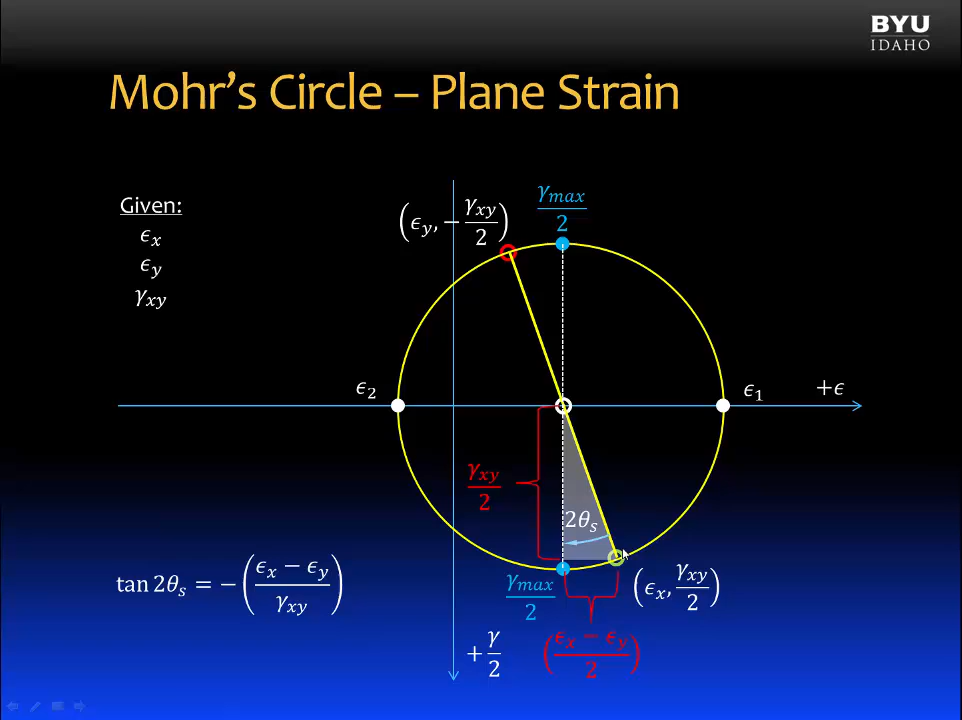 BYU
IDAHO
Mohr's Circle – Plane Strain
Given:
ϵx
ϵy
γxy
(ϵy, −γxy/2)
γmax/2
ϵ2
ϵ1
+ϵ
γxy/2
2θs
tan 2θs = −((ϵx − ϵy)/γxy)
γmax/2
(ϵx, γxy/2)
+γ/2
((ϵx − ϵy)/2)